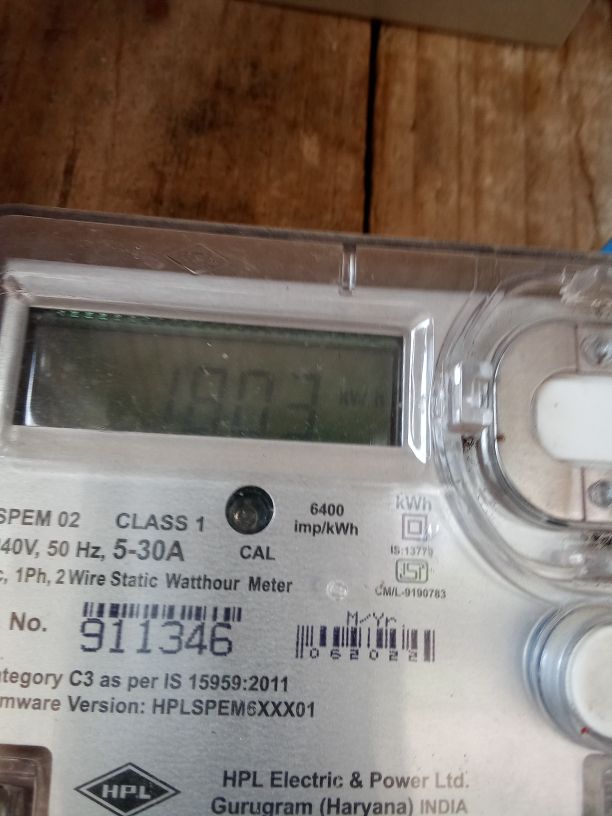 1803
SPEM 02 CLASS 1
6400
imp/kWh
kWh
40V, 50 Hz, 5-30A
CAL
IS:13779
c, 1Ph, 2 Wire Static Watthour Meter
CM/L-9190783
No.
911346
M/Yr
062022
ategory C3 as per IS 15959:2011
mware Version: HPLSPEM6XXX01
HPL
HPL Electric & Power Ltd.
Gurugram (Haryana) INDIA